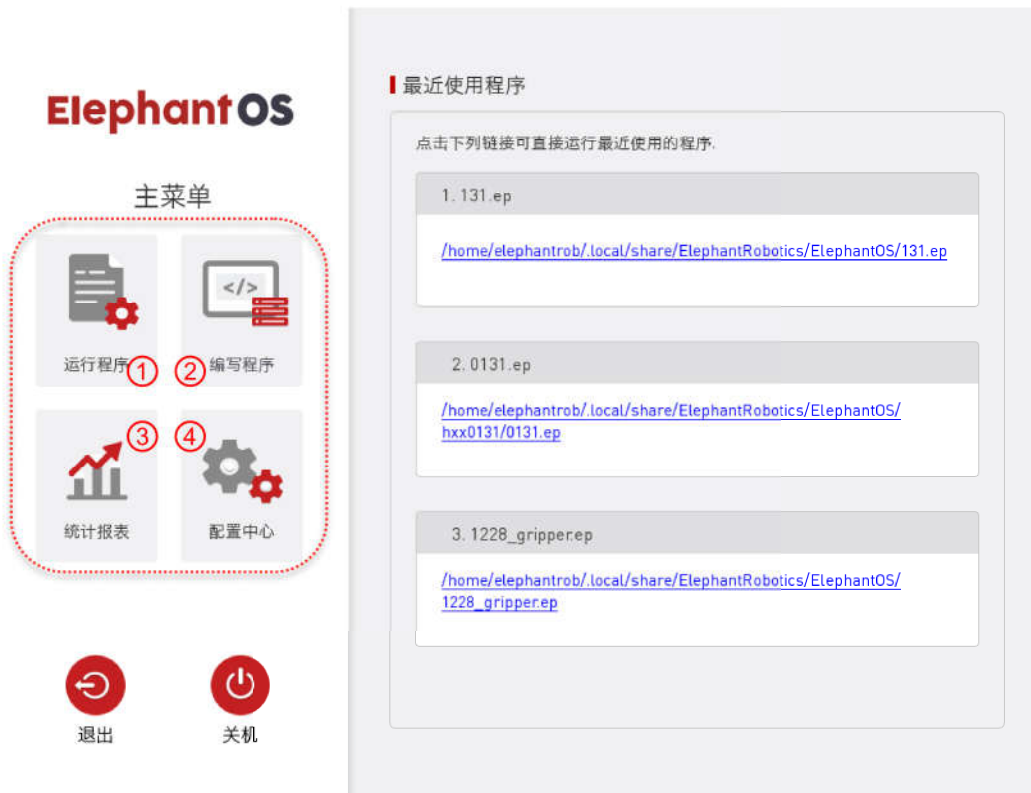 Elephant OS
主菜单
运行程序
①
②
编写程序
</>
③
④
统计报表
配置中心
退出
关机
最近使用程序
点击下列链接可直接运行最近使用的程序.
1. 131.ep
/home/elephantrob/.local/share/ElephantRobotics/ElephantOS/131.ep
2. 0131.ep
/home/elephantrob/.local/share/ElephantRobotics/ElephantOS/
hxx0131/0131.ep
3. 1228_gripper.ep
/home/elephantrob/.local/share/ElephantRobotics/ElephantOS/
1228_gripper.ep